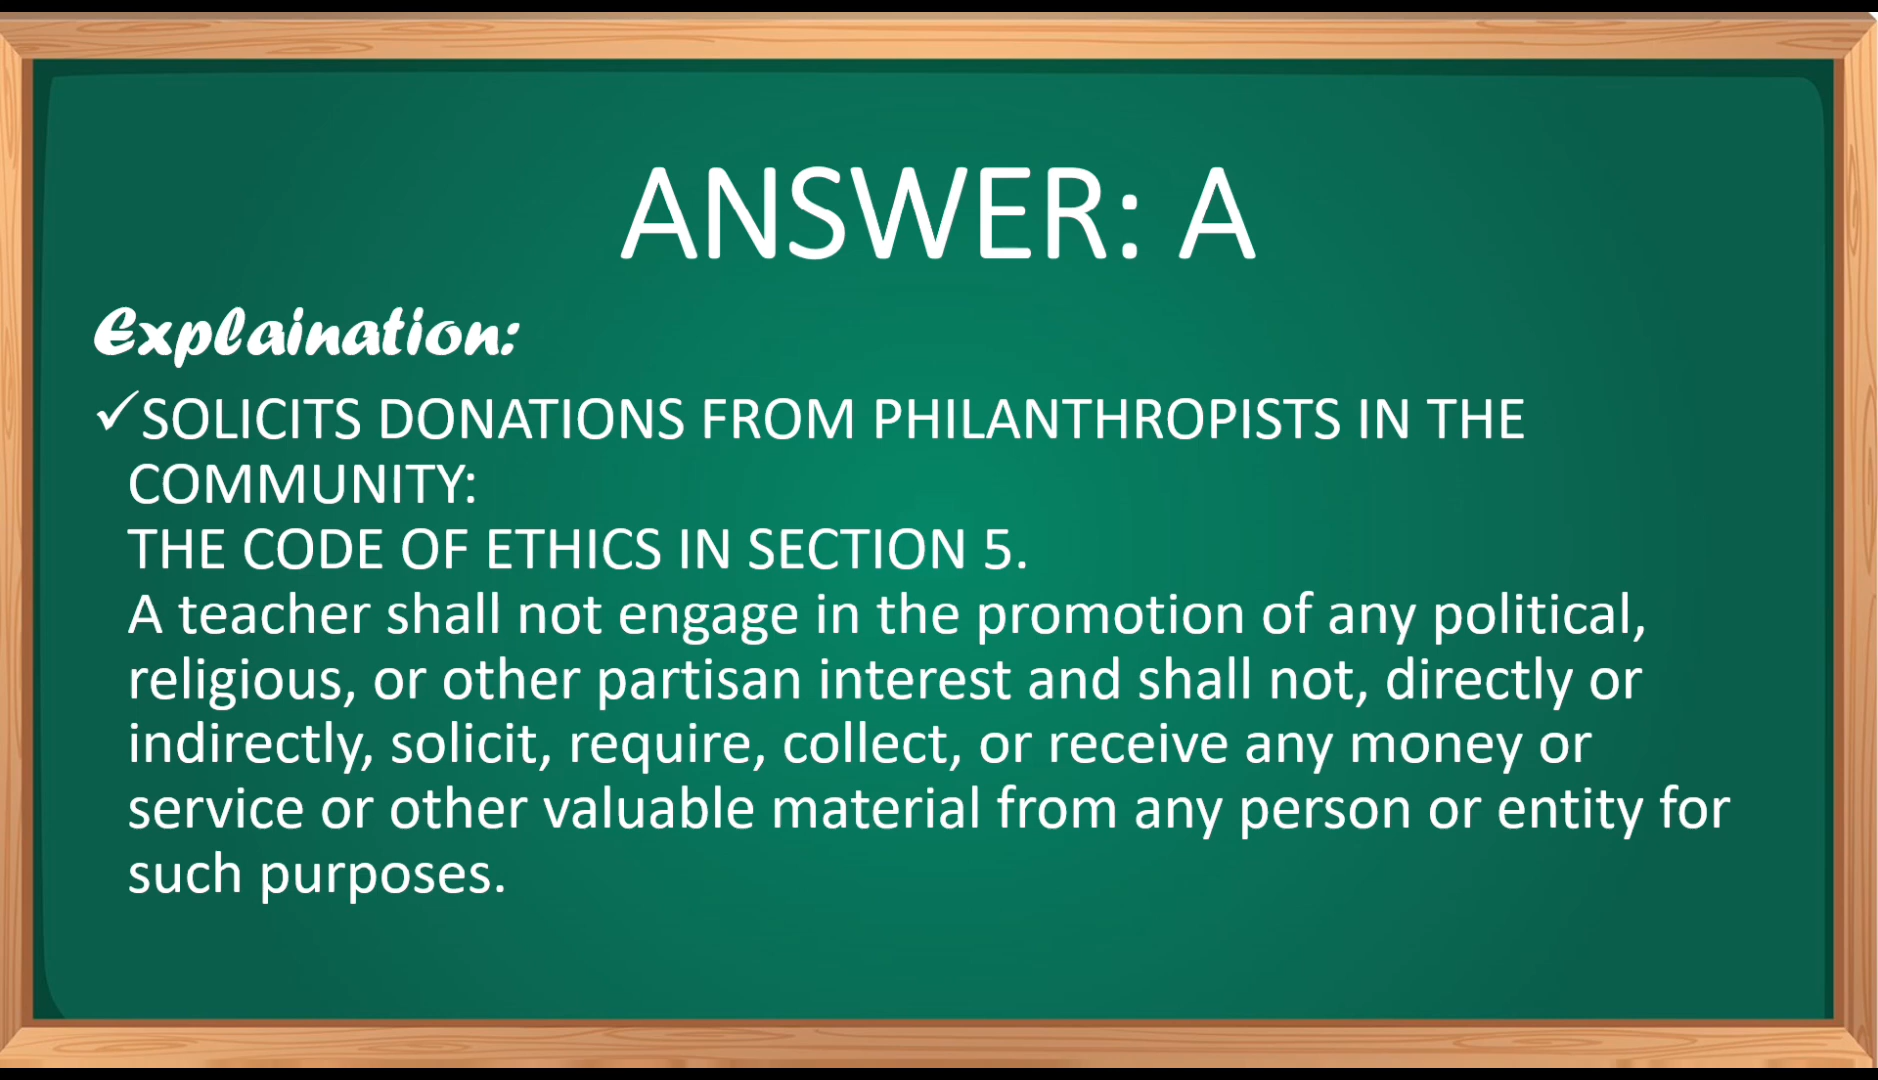 ANSWER: A
Explaination:
✓SOLICITS DONATIONS FROM PHILANTHROPISTS IN THE
COMMUNITY:
THE CODE OF ETHICS IN SECTION 5.
A teacher shall not engage in the promotion of any political,
religious, or other partisan interest and shall not, directly or
indirectly, solicit, require, collect, or receive any money or
service or other valuable material from any person or entity for
such purposes.